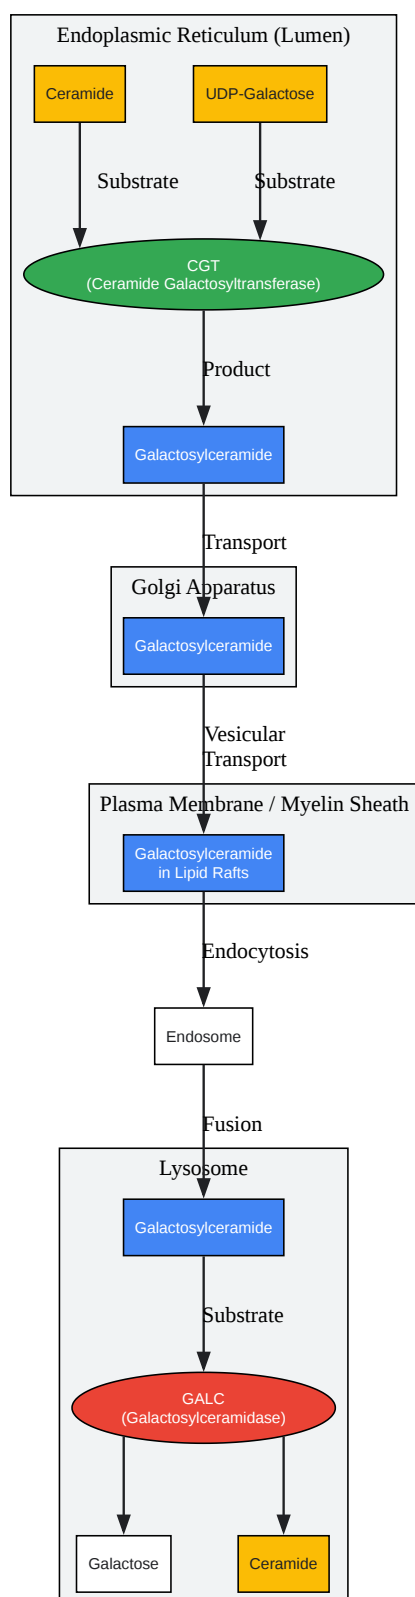 Endoplasmic Reticulum (Lumen)
Ceramide
UDP-Galactose
Substrate
Substrate
CGT
(Ceramide Galactosyltransferase)
Product
Galactosylceramide
Transport
Golgi Apparatus
Galactosylceramide
Vesicular
Transport
Plasma Membrane / Myelin Sheath
Galactosylceramide
in Lipid Rafts
Endocytosis
Endosome
Fusion
Lysosome
Galactosylceramide
Substrate
GALC
(Galactosylceramidase)
Galactose
Ceramide